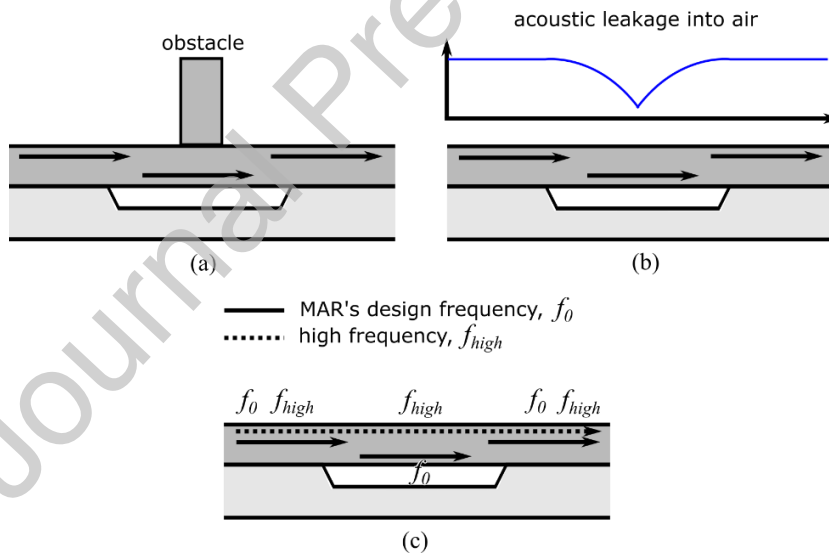 acoustic leakage into air
obstacle
(a)
(b)
MAR's design frequency, f0
high frequency, fhigh
f0 fhigh fhigh f0 fhigh
f0
(c)
Journal Pre